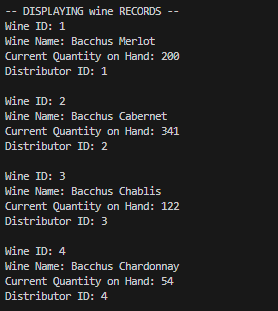 -- DISPLAYING wine RECORDS --
Wine ID: 1
Wine Name: Bacchus Merlot
Current Quantity on Hand: 200
Distributor ID: 1

Wine ID: 2
Wine Name: Bacchus Cabernet
Current Quantity on Hand: 341
Distributor ID: 2

Wine ID: 3
Wine Name: Bacchus Chablis
Current Quantity on Hand: 122
Distributor ID: 3

Wine ID: 4
Wine Name: Bacchus Chardonnay
Current Quantity on Hand: 54
Distributor ID: 4